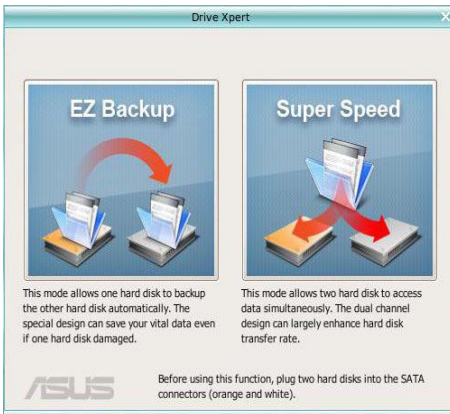 Drive Xpert
EZ Backup
This mode allows one hard disk to backup
the other hard disk automatically. The
special design can save your vital data even
if one hard disk damaged.
Super Speed
This mode allows two hard disk to access
data simultaneously. The dual channel
design can largely enhance hard disk
transfer rate.
ASUS
Before using this function, plug two hard disks into the SATA
connectors (orange and white).